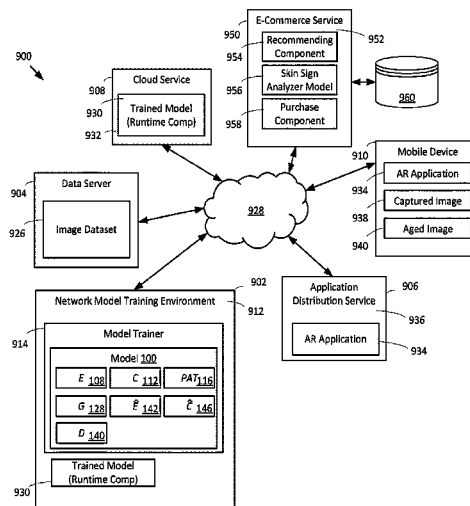 900
950
E-Commerce Service
952
954
Recommending
Component
956
Skin Sign
Analyzer Model
958
Purchase
Component
960
908
Cloud Service
930
932
Trained Model
(Runtime Comp)
910
Mobile Device
934
AR Application
938
Captured Image
940
Aged Image
904
Data Server
926
Image Dataset
928
902
Network Model Training Environment
912
914
Model Trainer
Model 100
E 108
C 112
PAT 116
G 128
Ê 142
Ĉ 146
D 140
930
Trained Model
(Runtime Comp)
906
Application
Distribution Service
936
AR Application
934